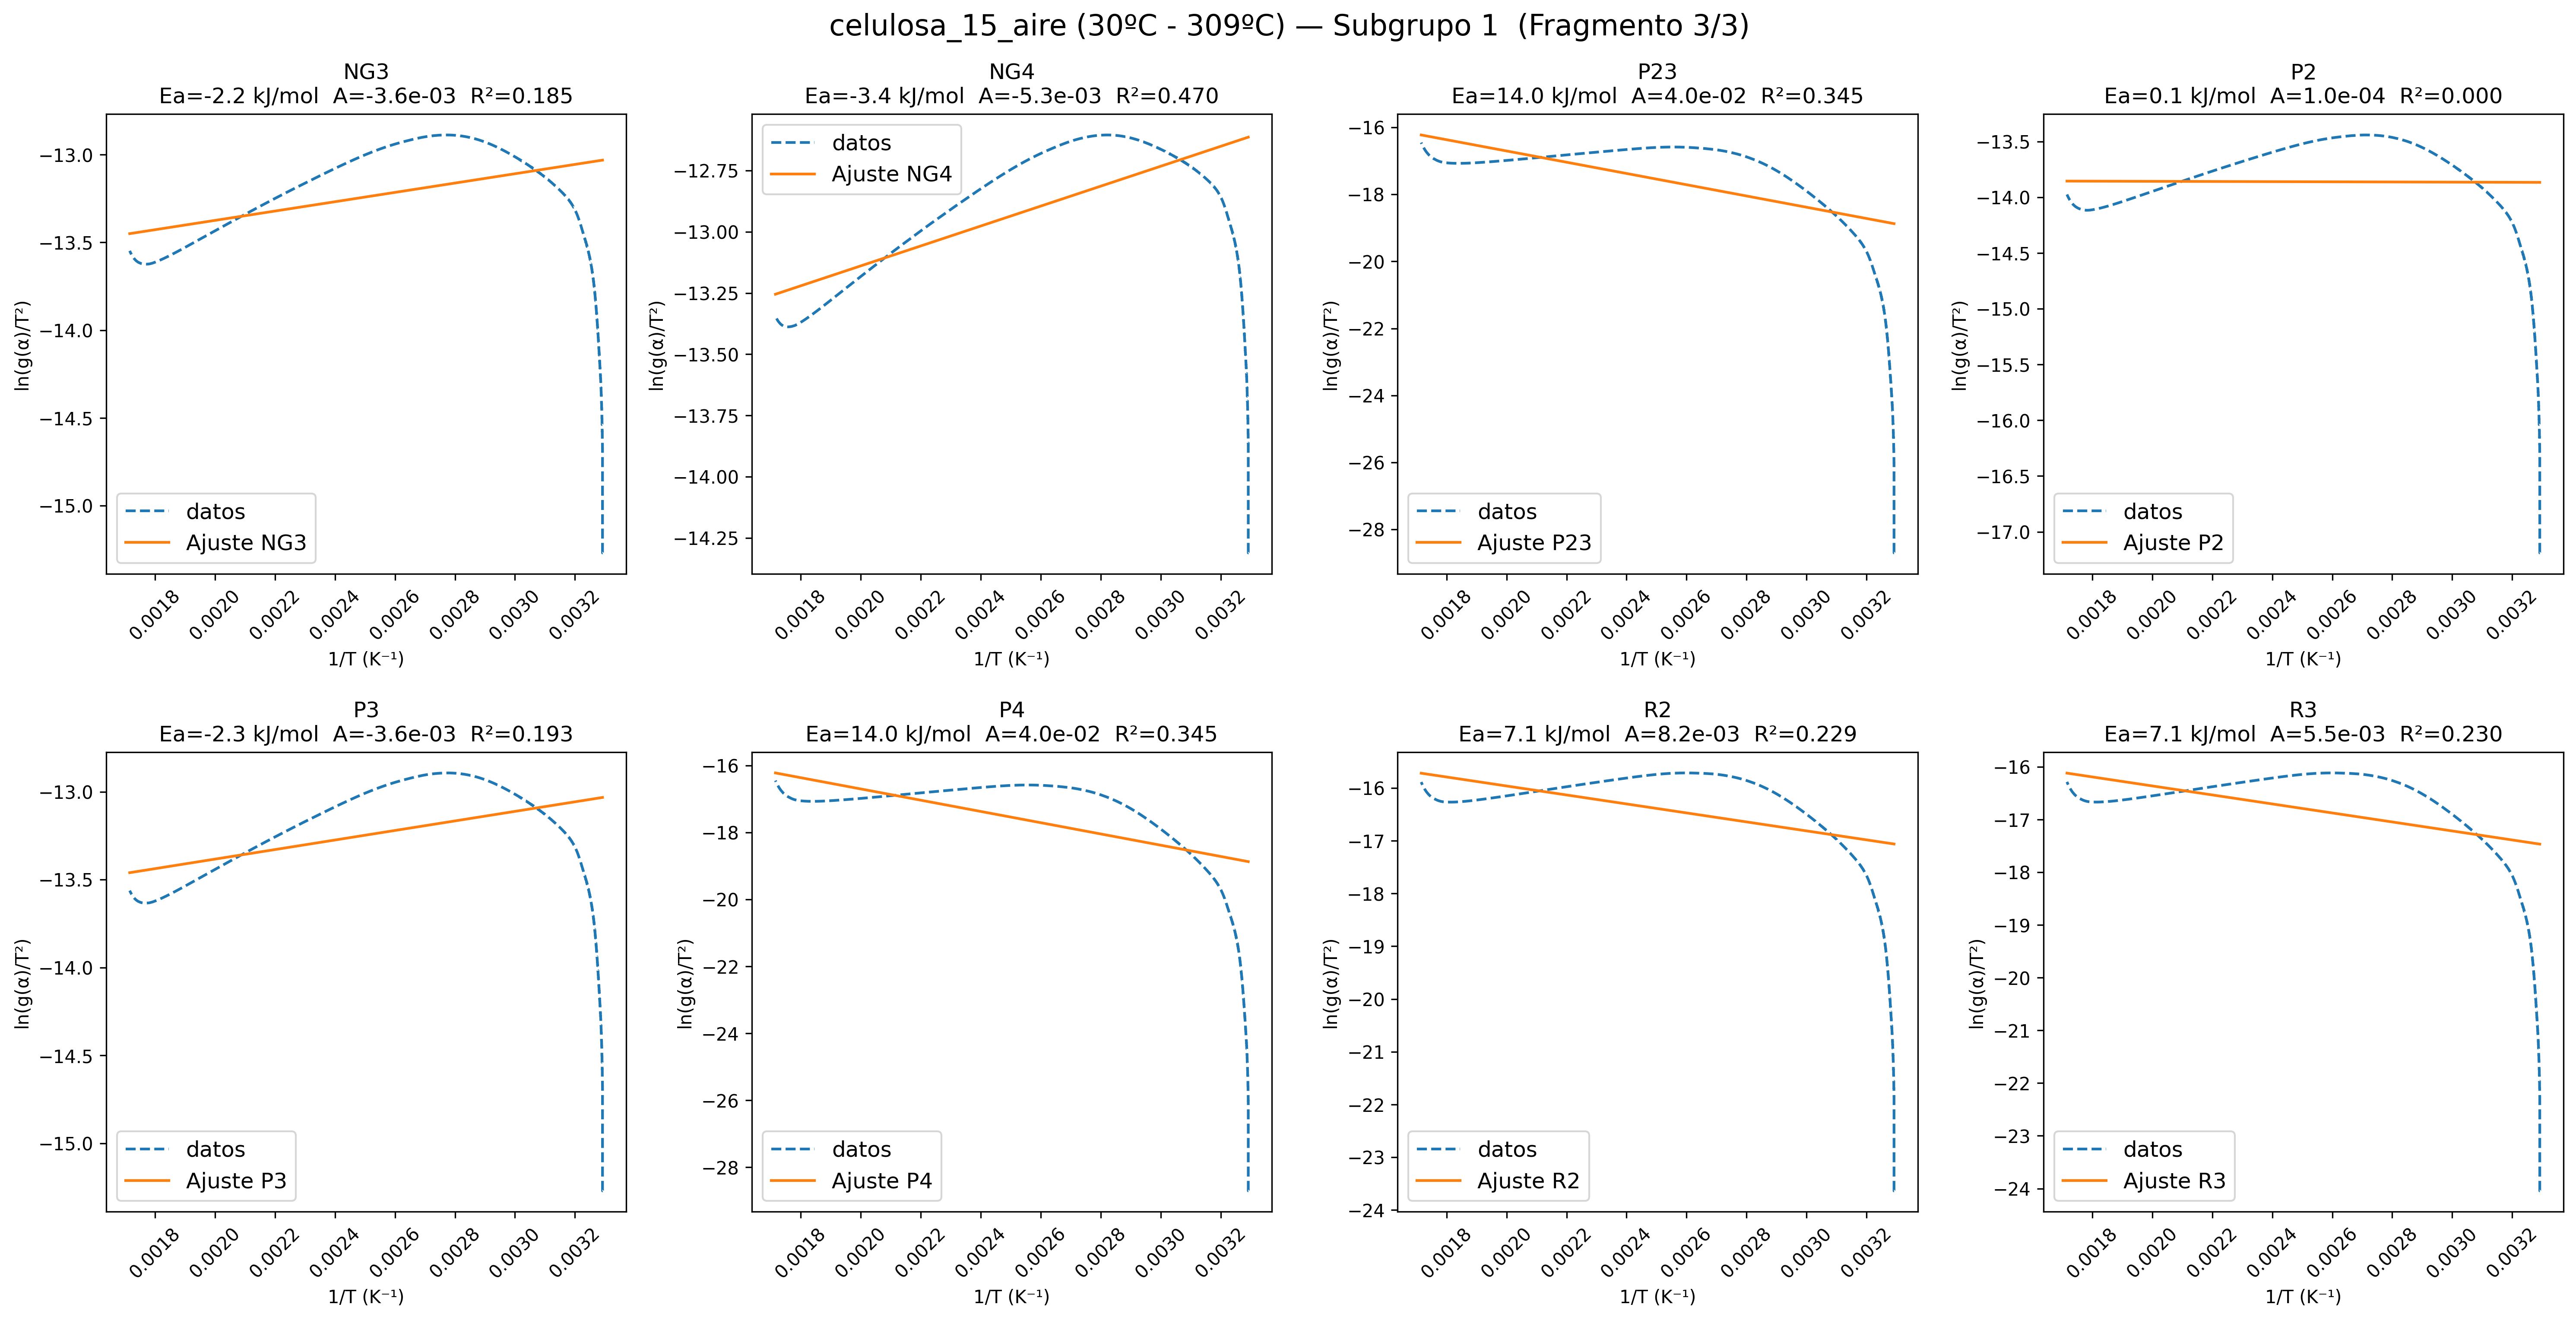 celulosa_15_aire (30ºC - 309ºC) — Subgrupo 1  (Fragmento 3/3)
NG3
Ea=-2.2 kJ/mol  A=-3.6e-03  R²=0.185
ln(g(α)/T²)
−13.0
−13.5
−14.0
−14.5
−15.0
datos
Ajuste NG3
0.0018
0.0020
0.0022
0.0024
0.0026
0.0028
0.0030
0.0032
1/T (K⁻¹)
NG4
Ea=-3.4 kJ/mol  A=-5.3e-03  R²=0.470
ln(g(α)/T²)
−12.75
−13.00
−13.25
−13.50
−13.75
−14.00
−14.25
datos
Ajuste NG4
0.0018
0.0020
0.0022
0.0024
0.0026
0.0028
0.0030
0.0032
1/T (K⁻¹)
P23
Ea=14.0 kJ/mol  A=4.0e-02  R²=0.345
ln(g(α)/T²)
−16
−18
−20
−22
−24
−26
−28
datos
Ajuste P23
0.0018
0.0020
0.0022
0.0024
0.0026
0.0028
0.0030
0.0032
1/T (K⁻¹)
P2
Ea=0.1 kJ/mol  A=1.0e-04  R²=0.000
ln(g(α)/T²)
−13.5
−14.0
−14.5
−15.0
−15.5
−16.0
−16.5
−17.0
datos
Ajuste P2
0.0018
0.0020
0.0022
0.0024
0.0026
0.0028
0.0030
0.0032
1/T (K⁻¹)
P3
Ea=-2.3 kJ/mol  A=-3.6e-03  R²=0.193
ln(g(α)/T²)
−13.0
−13.5
−14.0
−14.5
−15.0
datos
Ajuste P3
0.0018
0.0020
0.0022
0.0024
0.0026
0.0028
0.0030
0.0032
1/T (K⁻¹)
P4
Ea=14.0 kJ/mol  A=4.0e-02  R²=0.345
ln(g(α)/T²)
−16
−18
−20
−22
−24
−26
−28
datos
Ajuste P4
0.0018
0.0020
0.0022
0.0024
0.0026
0.0028
0.0030
0.0032
1/T (K⁻¹)
R2
Ea=7.1 kJ/mol  A=8.2e-03  R²=0.229
ln(g(α)/T²)
−16
−17
−18
−19
−20
−21
−22
−23
−24
datos
Ajuste R2
0.0018
0.0020
0.0022
0.0024
0.0026
0.0028
0.0030
0.0032
1/T (K⁻¹)
R3
Ea=7.1 kJ/mol  A=5.5e-03  R²=0.230
ln(g(α)/T²)
−16
−17
−18
−19
−20
−21
−22
−23
−24
datos
Ajuste R3
0.0018
0.0020
0.0022
0.0024
0.0026
0.0028
0.0030
0.0032
1/T (K⁻¹)